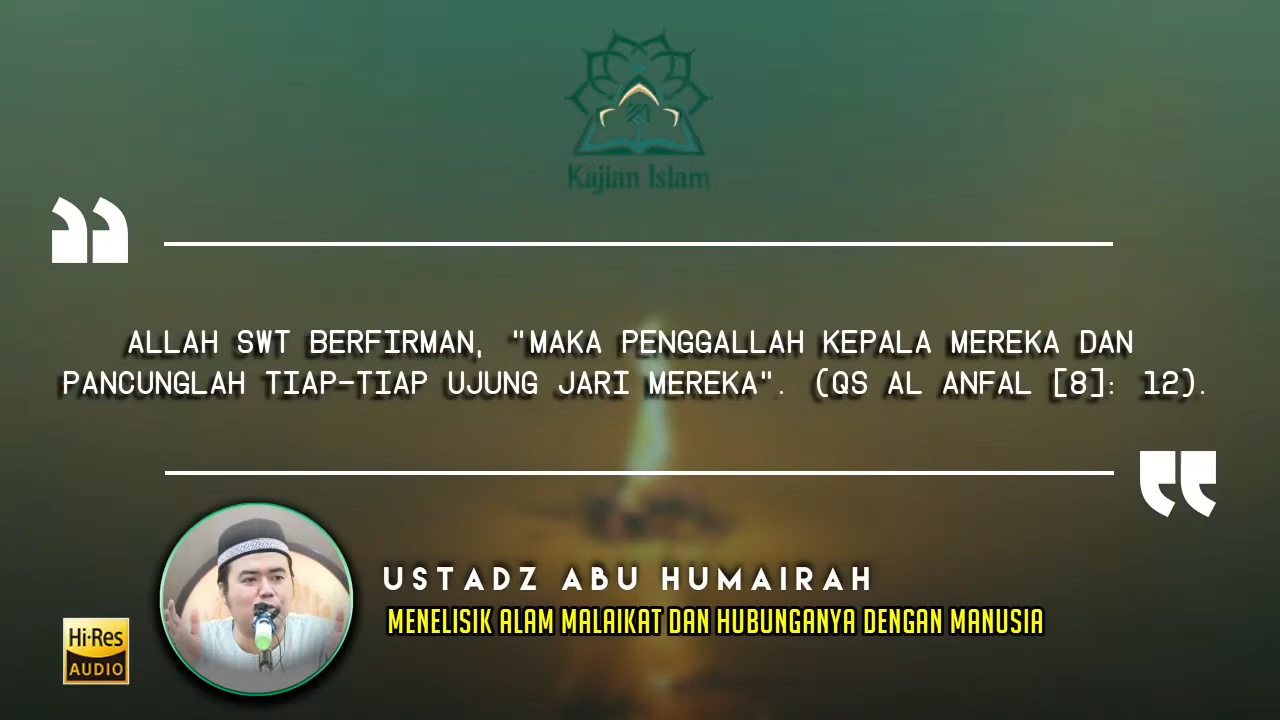 Kajian Islam
ALLAH SWT BERFIRMAN, "MAKA PENGGALLAH KEPALA MEREKA DAN
PANCUNGLAH TIAP-TIAP UJUNG JARI MEREKA". (QS AL ANFAL [8]: 12).
USTADZ ABU HUMAIRAH
MENELISIK ALAM MALAIKAT DAN HUBUNGANYA DENGAN MANUSIA
Hi-Res
AUDIO